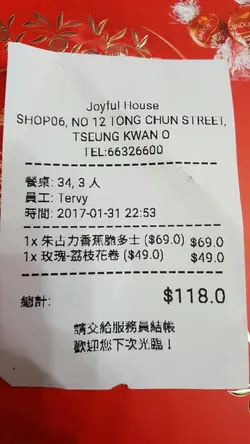 Joyful House
SHOP06, NO 12 TONG CHUN STREET,
TSEUNG KWAN O
TEL:66326600
餐桌: 34, 3 人
員工: Tervy
時間: 2017-01-31 22:53
1x 朱古力香蕉脆多士 ($69.0) $69.0
1x 玫瑰-荔枝花卷 ($49.0) $49.0
總計: $118.0
請交給服務員結帳
歡迎您下次光臨！